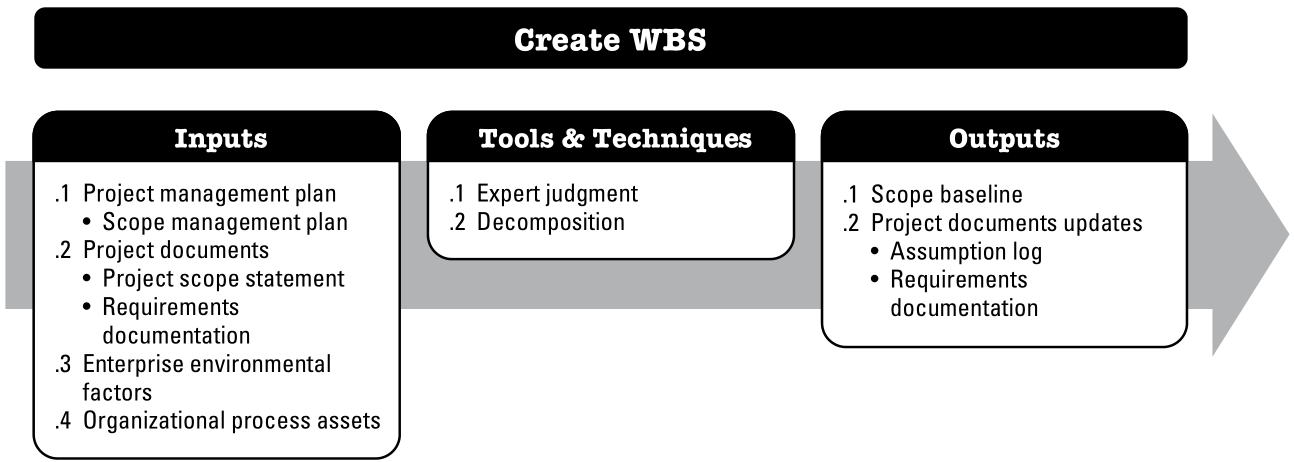 Create WBS
Inputs
.1 Project management plan
• Scope management plan
.2 Project documents
• Project scope statement
• Requirements
documentation
.3 Enterprise environmental
factors
.4 Organizational process assets
Tools & Techniques
.1 Expert judgment
.2 Decomposition
Outputs
.1 Scope baseline
.2 Project documents updates
• Assumption log
• Requirements
documentation